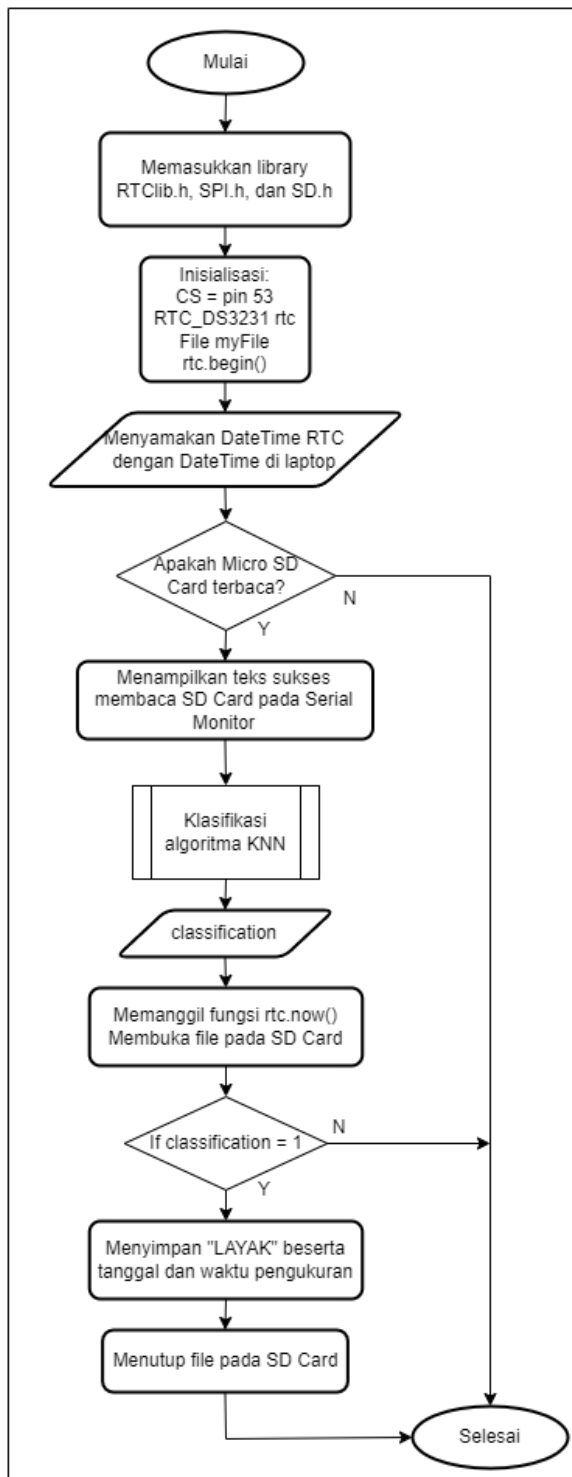 Mulai
Memasukkan library
RTClib.h, SPI.h, dan SD.h
Inisialisasi:
CS = pin 53
RTC_DS3231 rtc
File myFile
rtc.begin()
Menyamakan DateTime RTC
dengan DateTime di laptop
Apakah Micro SD
Card terbaca?
N
Y
Menampilkan teks sukses
membaca SD Card pada Serial
Monitor
Klasifikasi
algoritma KNN
classification
Memanggil fungsi rtc.now()
Membuka file pada SD Card
If classification = 1
N
Y
Menyimpan "LAYAK" beserta
tanggal dan waktu pengukuran
Menutup file pada SD Card
Selesai